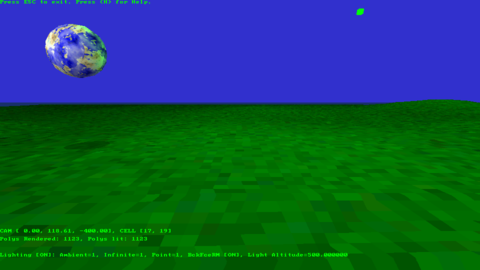 Press ESC to exit. Press (H) for Help.
CAM ( 0.00, 118.61, -400.00), CELL (17, 19)
Polys Rendered: 1123, Polys lit: 1123
Lighting (ON): Ambient=1, Infinite=1, Point=1, BckFceRM (ON), Light Altitude=500.000000